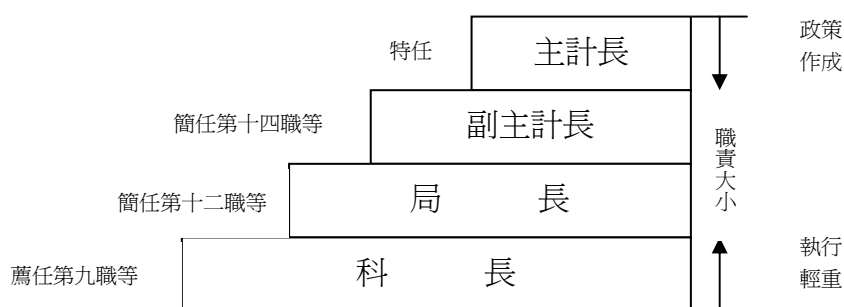 特任
主計長
政策
作成
簡任第十四職等
副主計長
職責大小
簡任第十二職等
局　　長
薦任第九職等
科　　長
執行
輕重